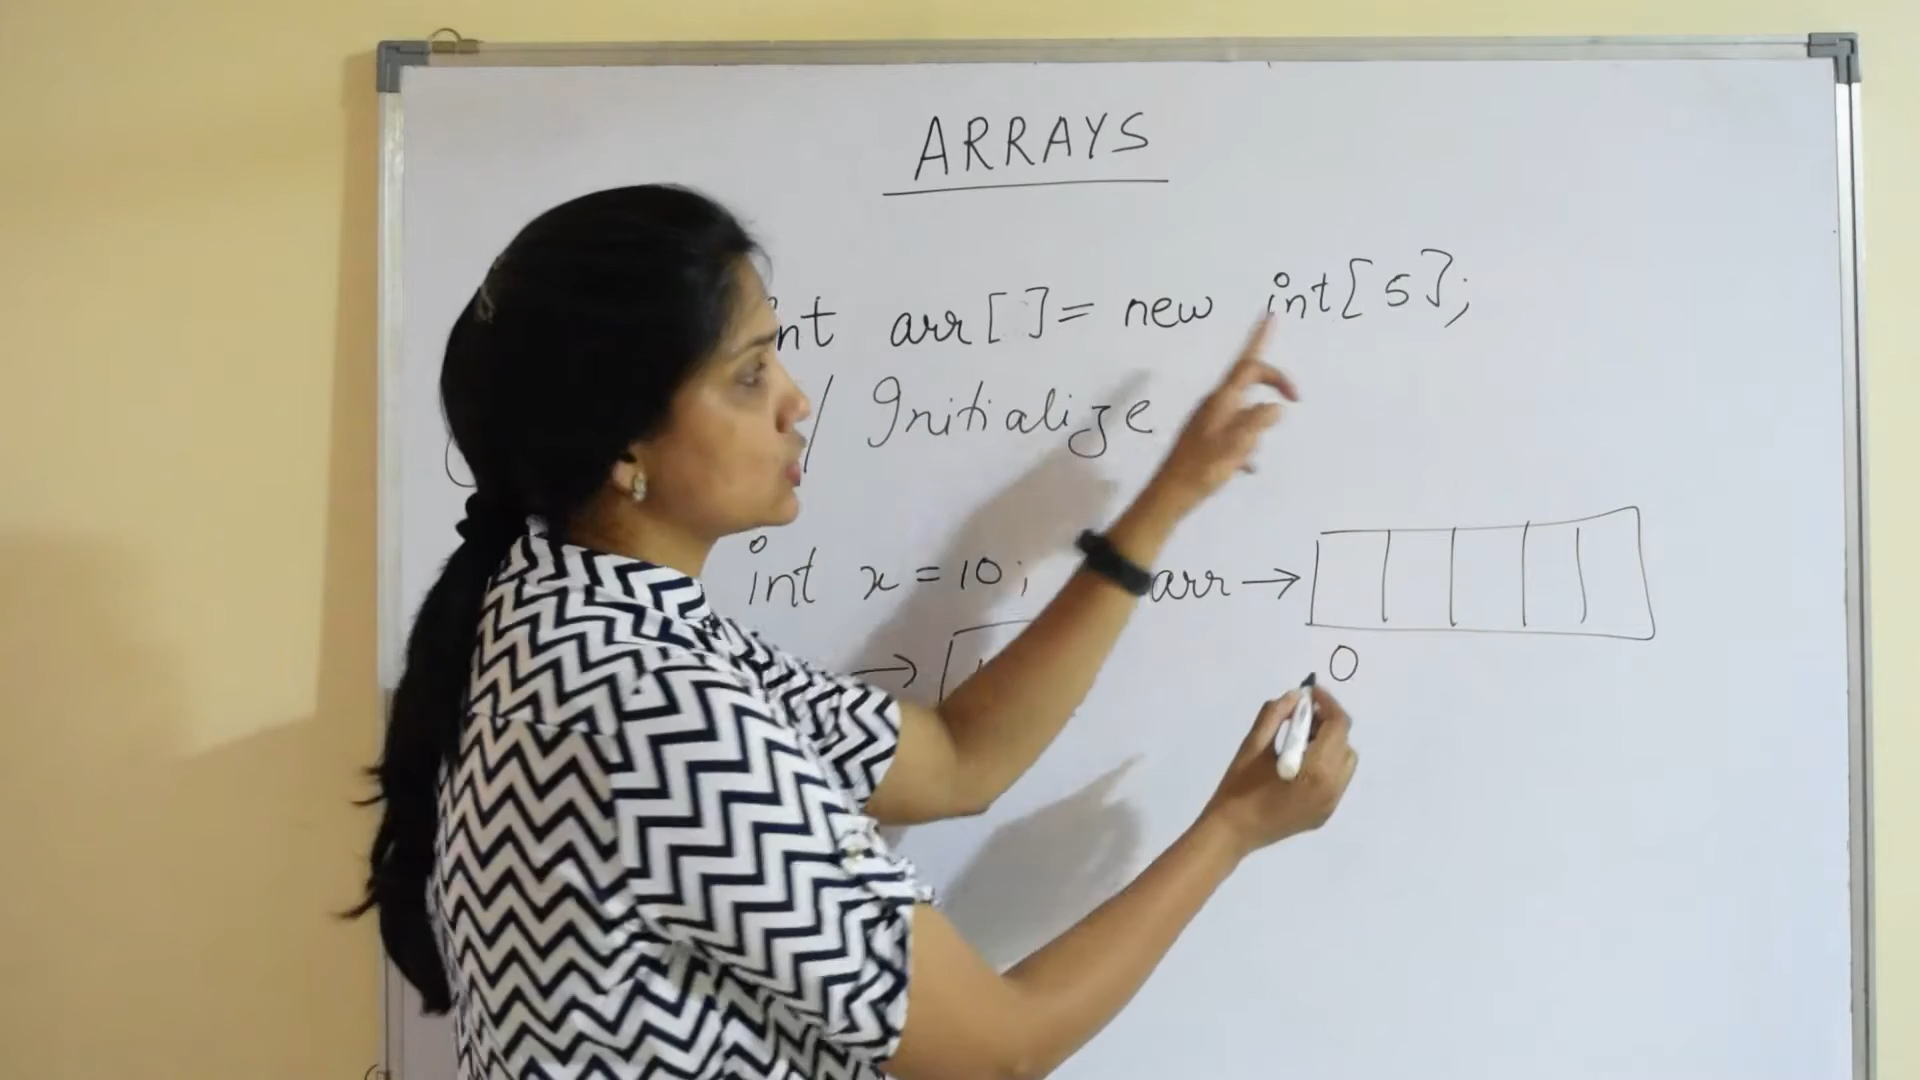 ARRAYS
int arr[]= new int[5];
/ Initialize
int x = 10;
arr →
→
0